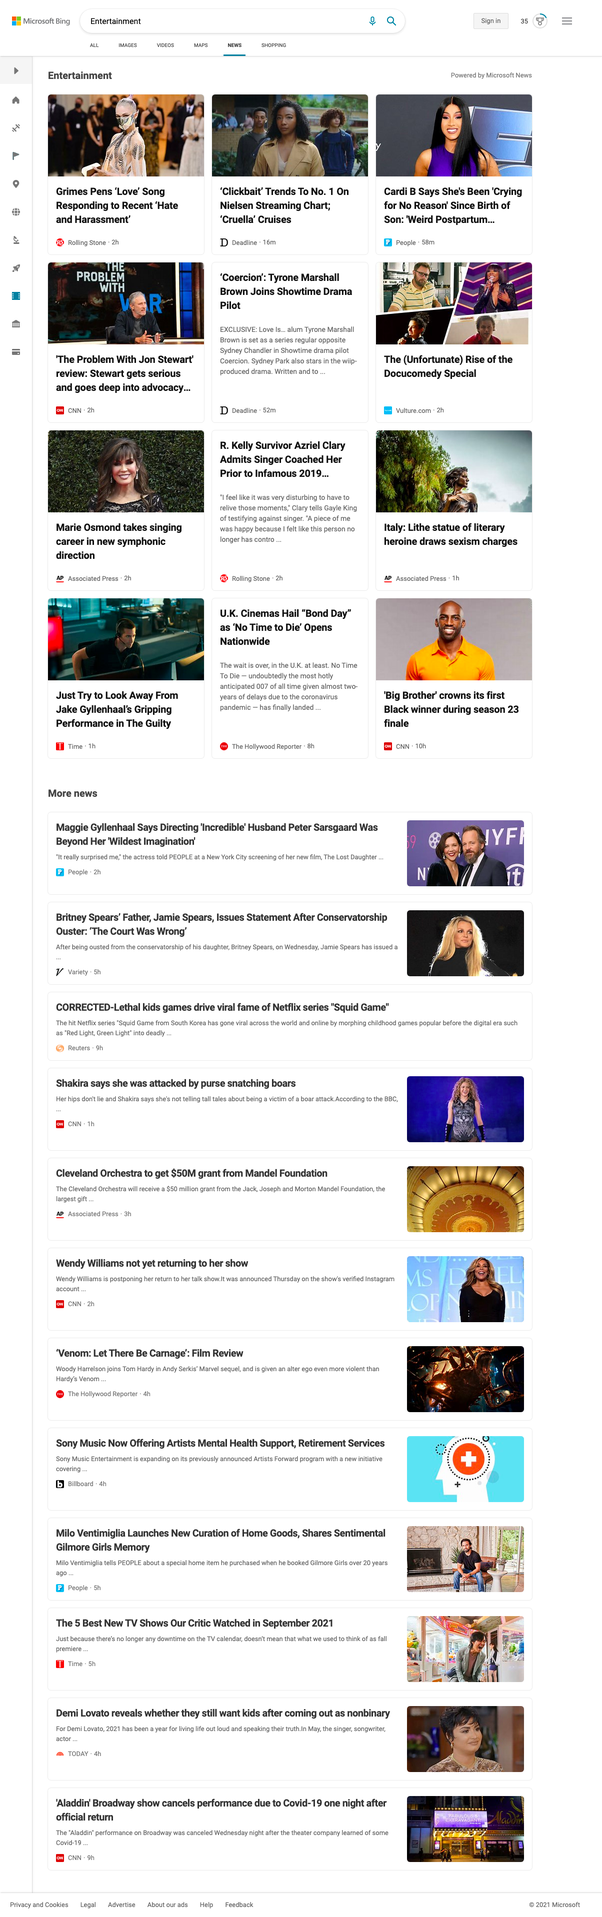 Microsoft Bing
Entertainment
Sign in
35
ALL
IMAGES
VIDEOS
MAPS
NEWS
SHOPPING
Entertainment
Powered by Microsoft News
Grimes Pens ‘Love’ Song
Responding to Recent ‘Hate
and Harassment’
Rolling Stone · 2h
‘Clickbait’ Trends To No. 1 On
Nielsen Streaming Chart;
‘Cruella’ Cruises
Deadline · 16m
Cardi B Says She's Been 'Crying
for No Reason' Since Birth of
Son: 'Weird Postpartum...
People · 58m
THE
PROBLEM
WITH
WAR
'The Problem With Jon Stewart'
review: Stewart gets serious
and goes deep into advocacy...
CNN · 2h
‘Coercion’: Tyrone Marshall
Brown Joins Showtime Drama
Pilot
EXCLUSIVE: Love Is... alum Tyrone Marshall
Brown is set as a series regular opposite
Sydney Chandler in Showtime drama pilot
Coercion. Sydney Park also stars in the wiip-
produced drama. Written and to ...
Deadline · 52m
The (Unfortunate) Rise of the
Docucomedy Special
Vulture.com · 2h
Marie Osmond takes singing
career in new symphonic
direction
AP Associated Press · 2h
R. Kelly Survivor Azriel Clary
Admits Singer Coached Her
Prior to Infamous 2019...
"I feel like it was very disturbing to have to
relive those moments," Clary tells Gayle King
of testifying against singer. "A piece of me
was happy because I felt like this person no
longer has contro ...
Rolling Stone · 2h
Italy: Lithe statue of literary
heroine draws sexism charges
AP Associated Press · 1h
Just Try to Look Away From
Jake Gyllenhaal’s Gripping
Performance in The Guilty
Time · 1h
U.K. Cinemas Hail “Bond Day”
as ‘No Time to Die’ Opens
Nationwide
The wait is over, in the U.K. at least. No Time
To Die — undoubtedly the most hotly
anticipated 007 of all time given almost two-
years of delays due to the coronavirus
pandemic — has finally landed ...
The Hollywood Reporter · 8h
'Big Brother' crowns its first
Black winner during season 23
finale
CNN · 10h
More news
Maggie Gyllenhaal Says Directing 'Incredible' Husband Peter Sarsgaard Was
Beyond Her 'Wildest Imagination'
"It really surprised me," the actress told PEOPLE at a New York City screening of her new film, The Lost Daughter ...
People · 2h
NYFF
Britney Spears’ Father, Jamie Spears, Issues Statement After Conservatorship
Ouster: ‘The Court Was Wrong’
After being ousted from the conservatorship of his daughter, Britney Spears, on Wednesday, Jamie Spears has issued a
...
Variety · 5h
CORRECTED-Lethal kids games drive viral fame of Netflix series "Squid Game"
The hit Netflix series "Squid Game from South Korea has gone viral across the world and online by morphing childhood games popular before the digital era such
as "Red Light, Green Light" into deadly ...
Reuters · 9h
Shakira says she was attacked by purse snatching boars
Her hips don't lie and Shakira says she's not telling tall tales about being a victim of a boar attack.According to the BBC,
...
CNN · 1h
Cleveland Orchestra to get $50M grant from Mandel Foundation
The Cleveland Orchestra will receive a $50 million grant from the Jack, Joseph and Morton Mandel Foundation, the
largest gift ...
AP Associated Press · 3h
Wendy Williams not yet returning to her show
Wendy Williams is postponing her return to her talk show.It was announced Thursday on the show's verified Instagram
account ...
CNN · 2h
‘Venom: Let There Be Carnage’: Film Review
Woody Harrelson joins Tom Hardy in Andy Serkis' Marvel sequel, and is given an alter ego even more violent than
Hardy's Venom ...
The Hollywood Reporter · 4h
Sony Music Now Offering Artists Mental Health Support, Retirement Services
Sony Music Entertainment is expanding on its previously announced Artists Forward program with a new initiative
covering ...
Billboard · 4h
Milo Ventimiglia Launches New Curation of Home Goods, Shares Sentimental
Gilmore Girls Memory
Milo Ventimiglia tells PEOPLE about a special home item he purchased when he booked Gilmore Girls over 20 years
ago ...
People · 5h
The 5 Best New TV Shows Our Critic Watched in September 2021
Just because there's no longer any downtime on the TV calendar, doesn't mean that what we used to think of as fall
premiere ...
Time · 5h
Demi Lovato reveals whether they still want kids after coming out as nonbinary
For Demi Lovato, 2021 has been a year for living life out loud and speaking their truth.In May, the singer, songwriter,
actor ...
TODAY · 4h
'Aladdin' Broadway show cancels performance due to Covid-19 one night after
official return
The "Aladdin" performance on Broadway was canceled Wednesday night after the theater company learned of some
Covid-19 ...
CNN · 9h
Aladdin
Privacy and Cookies
Legal
Advertise
About our ads
Help
Feedback
© 2021 Microsoft